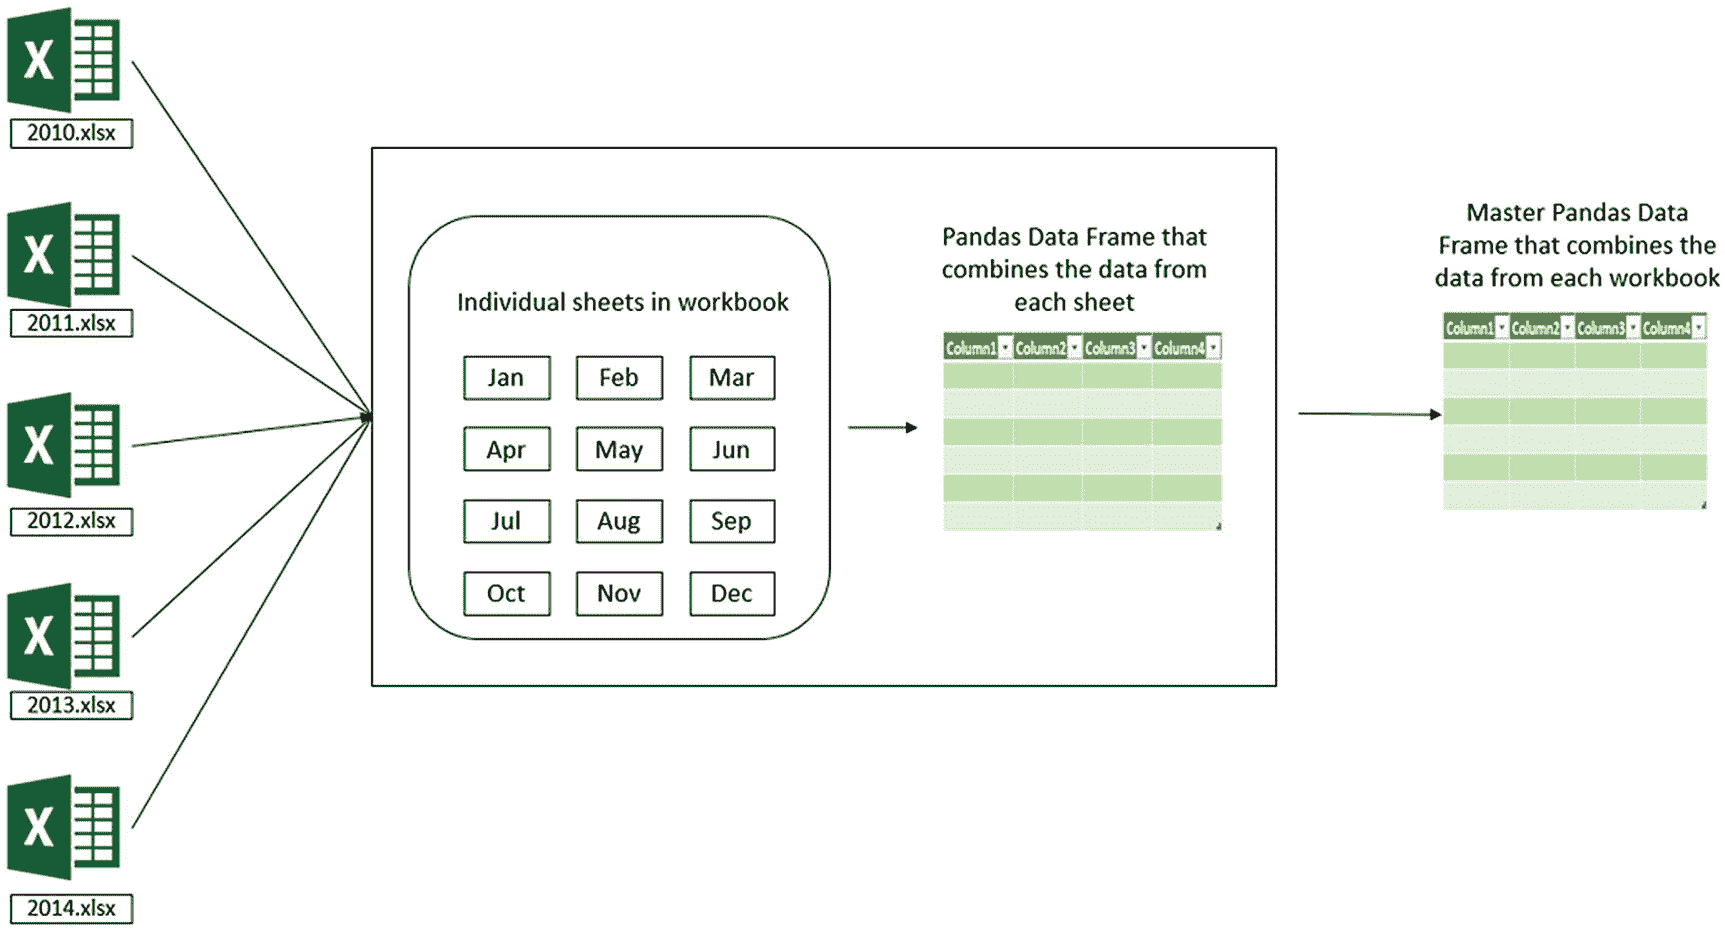 X
2010.xlsx
X
2011.xlsx
X
2012.xlsx
X
2013.xlsx
X
2014.xlsx
Individual sheets in workbook
Jan Feb Mar
Apr May Jun
Jul Aug Sep
Oct Nov Dec
Pandas Data Frame that
combines the data from
each sheet
Column1 Column2 Column3 Column4
Master Pandas Data
Frame that combines the
data from each workbook
Column1 Column2 Column3 Column4